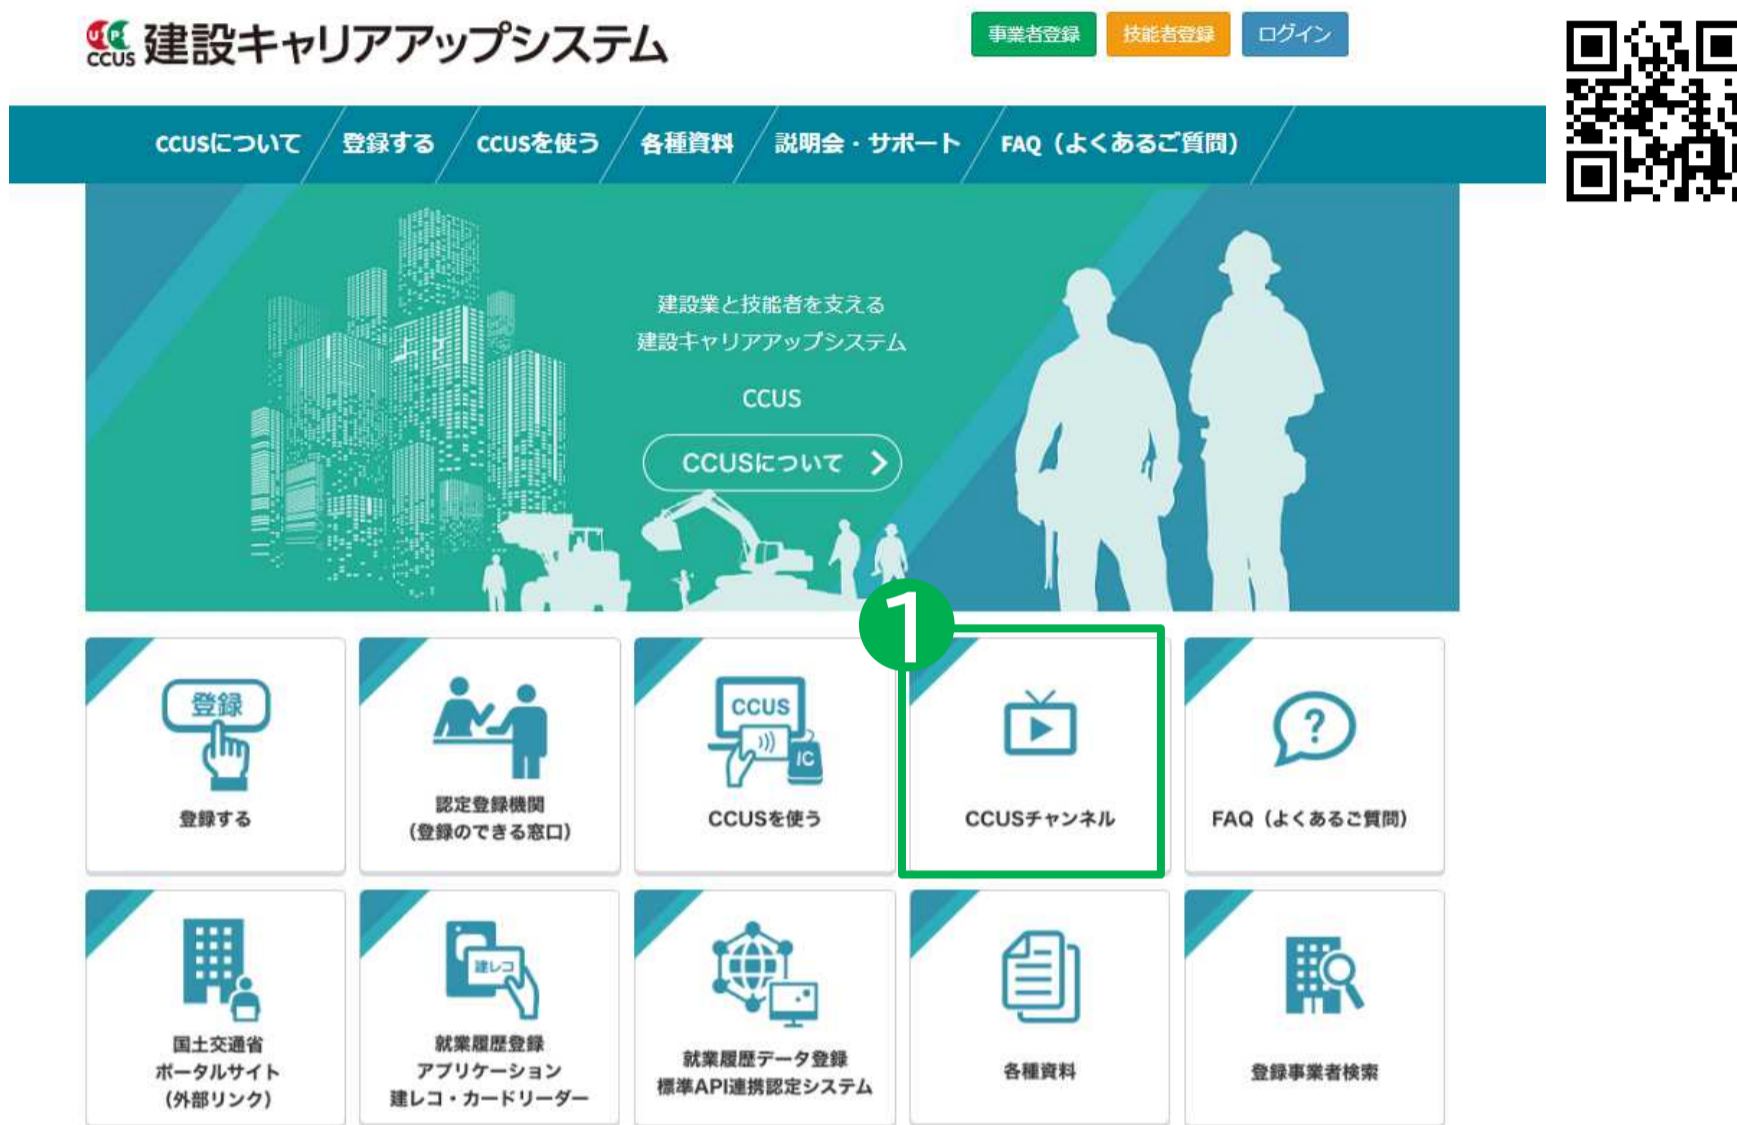 UP CCUS 建設キャリアアップシステム
事業者登録 技能者登録 ログイン
CCUSについて 登録する CCUSを使う 各種資料 説明会・サポート FAQ（よくあるご質問）
建設業と技能者を支える
建設キャリアアップシステム
CCUS
CCUSについて
1
登録
登録する
認定登録機関
（登録のできる窓口）
CCUS
IC
CCUSを使う
CCUSチャンネル
?
FAQ（よくあるご質問）
国土交通省
ポータルサイト
（外部リンク）
建レコ
就業履歴登録
アプリケーション
建レコ・カードリーダー
就業履歴データ登録
標準API連携認定システム
各種資料
登録事業者検索